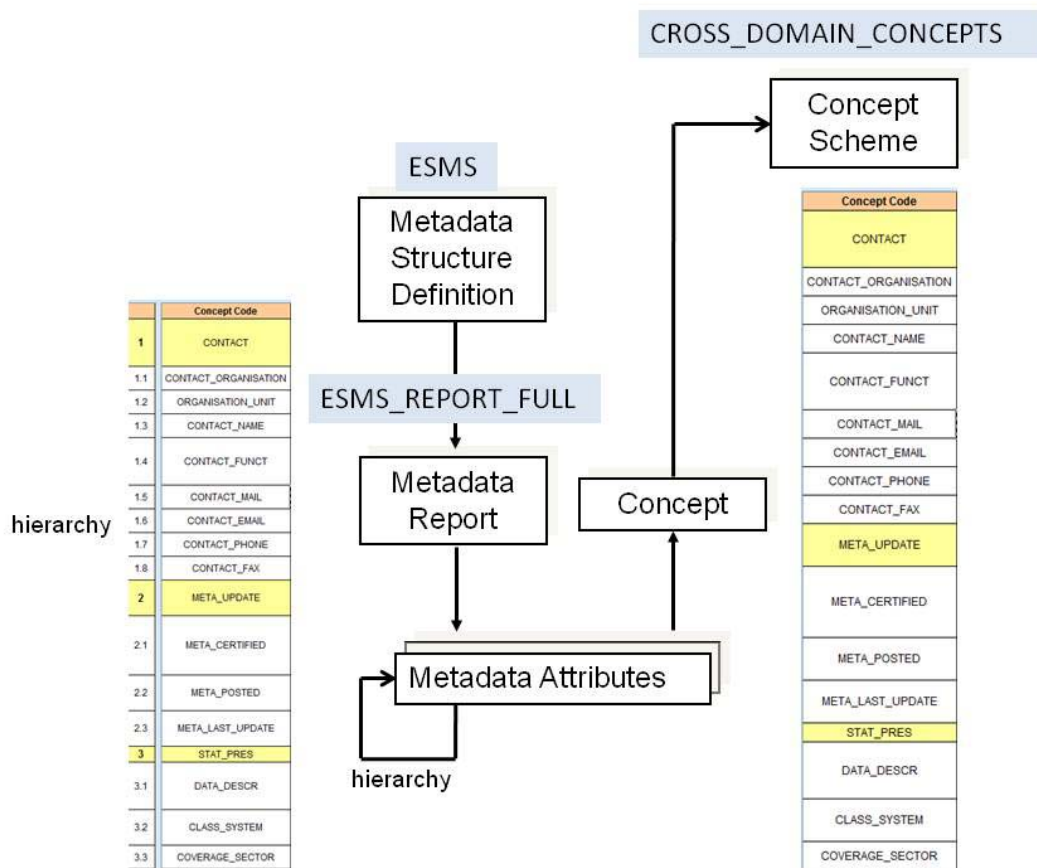 CROSS_DOMAIN_CONCEPTS
Concept
Scheme
ESMS
Metadata
Structure
Definition
ESMS_REPORT_FULL
Metadata
Report
Concept
Metadada Attributes
hierarchy
hierarchy
Concept Code
1 CONTACT
1.1 CONTACT_ORGANISATION
1.2 ORGANISATION_UNIT
1.3 CONTACT_NAME
1.4 CONTACT_FUNCT
1.5 CONTACT_MAIL
1.6 CONTACT_EMAIL
1.7 CONTACT_PHONE
1.8 CONTACT_FAX
2 META_UPDATE
2.1 META_CERTIFIED
2.2 META_POSTED
2.3 META_LAST_UPDATE
3 STAT_PRES
3.1 DATA_DESCR
3.2 CLASS_SYSTEM
3.3 COVERAGE_SECTOR
Concept Code
CONTACT
CONTACT_ORGANISATION
ORGANISATION_UNIT
CONTACT_NAME
CONTACT_FUNCT
CONTACT_MAIL
CONTACT_EMAIL
CONTACT_PHONE
CONTACT_FAX
META_UPDATE
META_CERTIFIED
META_POSTED
META_LAST_UPDATE
STAT_PRES
DATA_DESCR
CLASS_SYSTEM
COVERAGE_SECTOR